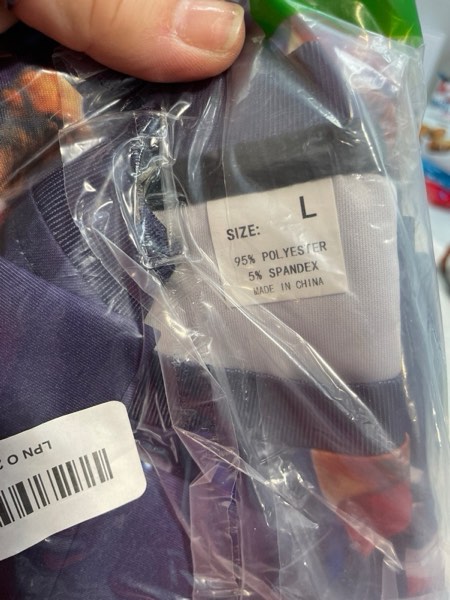 SIZE: L
95% POLYESTER
5% SPANDEX
MADE IN CHINA
LPN O